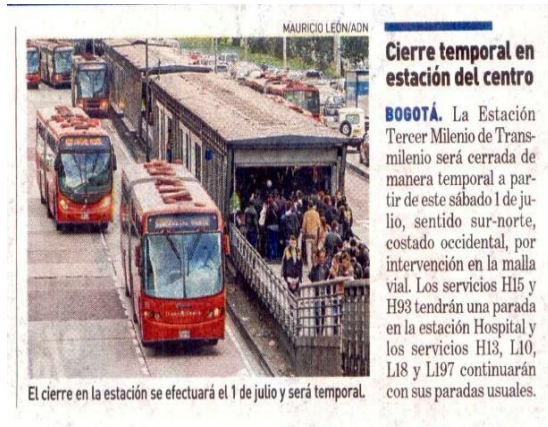 MAURICIO LEÓN/ADN
El cierre en la estación se efectuará el 1 de julio y será temporal.
Cierre temporal en
estación del centro
BOGOTÁ. La Estación
Tercer Milenio de Trans-
milenio será cerrada de
manera temporal a par-
tir de este sábado 1 de ju-
lio, sentido sur-norte,
costado occidental, por
intervención en la malla
vial. Los servicios H15 y
H93 tendrán una parada
en la estación Hospital y
los servicios H13, L10,
L18 y L197 continuarán
con sus paradas usuales.